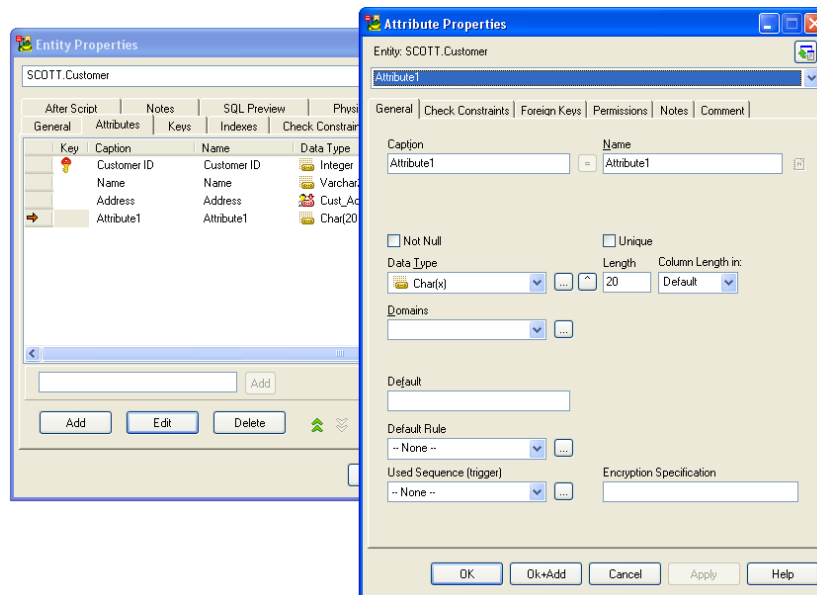 Entity Properties
SCOTT.Customer
After Script Notes SQL Preview
General Attributes Keys Indexes
Key Caption Name Data Type
Customer ID Customer ID Integer
Name Name
Address Address
Attribute1 Attribute1 Char(20
Add
Add Edit Delete
Attribute Properties
Entity: SCOTT.Customer
Attribute1
General Check Constraints Foreign Keys Permissions Notes Comment
Caption Name
Attribute1 = Attribute1
Not Null Unique
Data Type Length Column Length in:
Char(x) ... ^ 20 Default
Domains
...
Default
Default Rule
-- None -- ...
Used Sequence (trigger) Encryption Specification
-- None -- ...
OK Ok+Add Cancel Apply Help